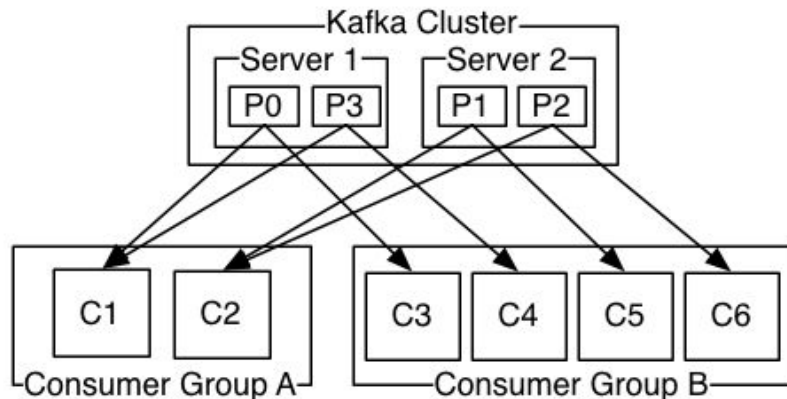 Kafka Cluster
Server 1 Server 2
P0 P3 P1 P2
C1 C2 C3 C4 C5 C6
Consumer Group A Consumer Group B